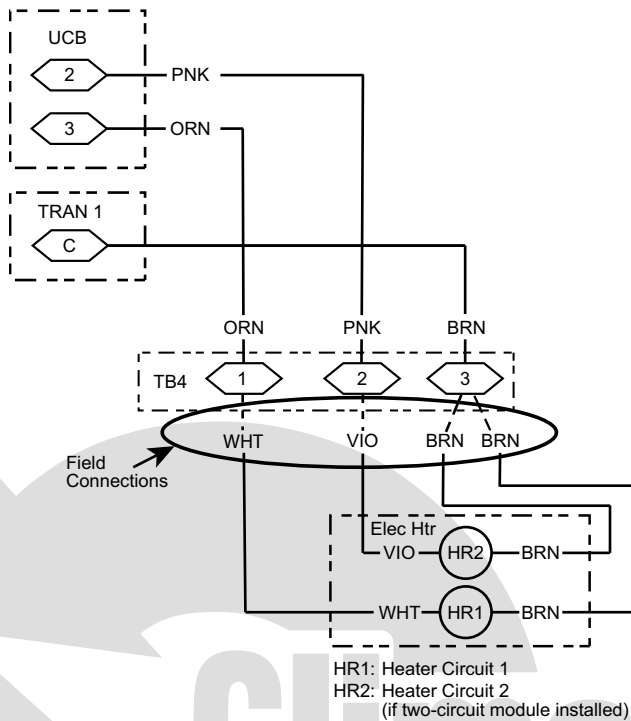 UCB
2
PNK
3
ORN
TRAN 1
C
ORN PNK BRN
TB4 1 2 3
WHT VIO BRN BRN
Field
Connections
Elec Htr
VIO HR2 BRN
WHT HR1 BRN
HR1: Heater Circuit 1
HR2: Heater Circuit 2
(if two-circuit module installed)